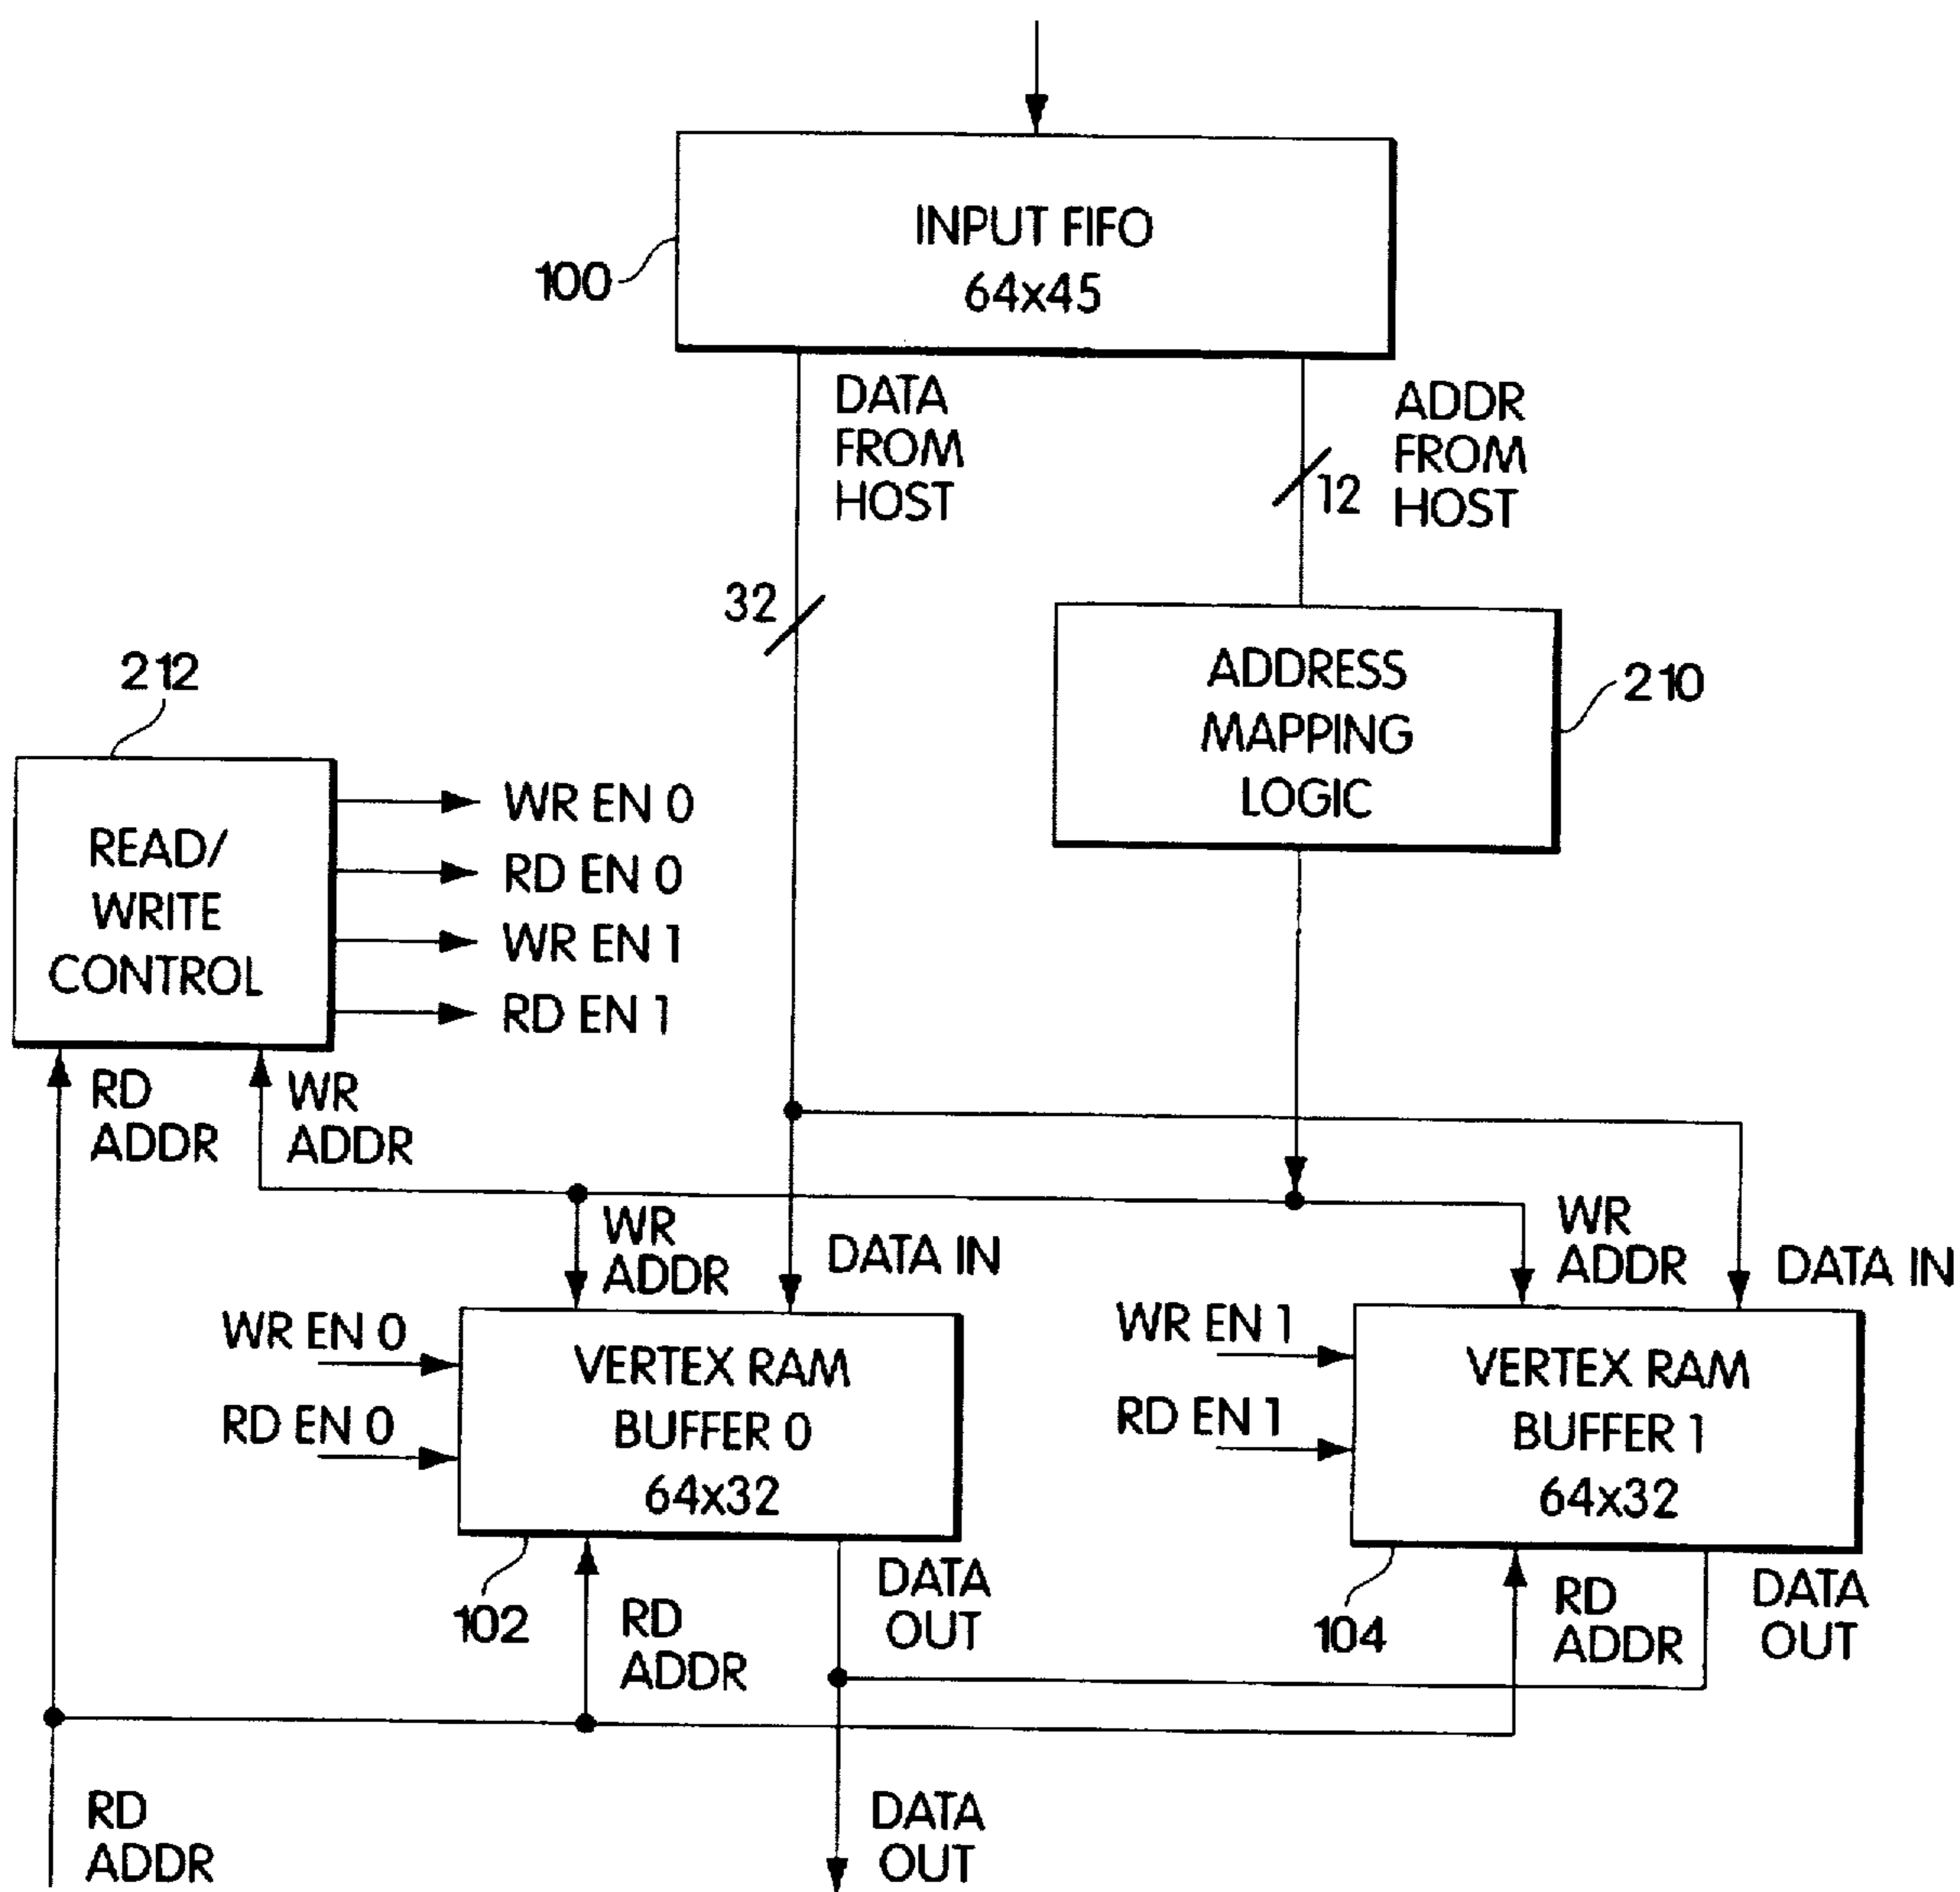 INPUT FIFO
64x45
100
DATA
FROM
HOST
ADDR
FROM
HOST
12
32
ADDRESS
MAPPING
LOGIC
210
212
READ/
WRITE
CONTROL
WR EN 0
RD EN 0
WR EN 1
RD EN 1
RD
ADDR
WR
ADDR
WR
ADDR
DATA IN
WR
ADDR
DATA IN
WR EN 0
RD EN 0
VERTEX RAM
BUFFER 0
64x32
WR EN 1
RD EN 1
VERTEX RAM
BUFFER 1
64x32
102
RD
ADDR
DATA
OUT
104
RD
ADDR
DATA
OUT
RD
ADDR
DATA
OUT